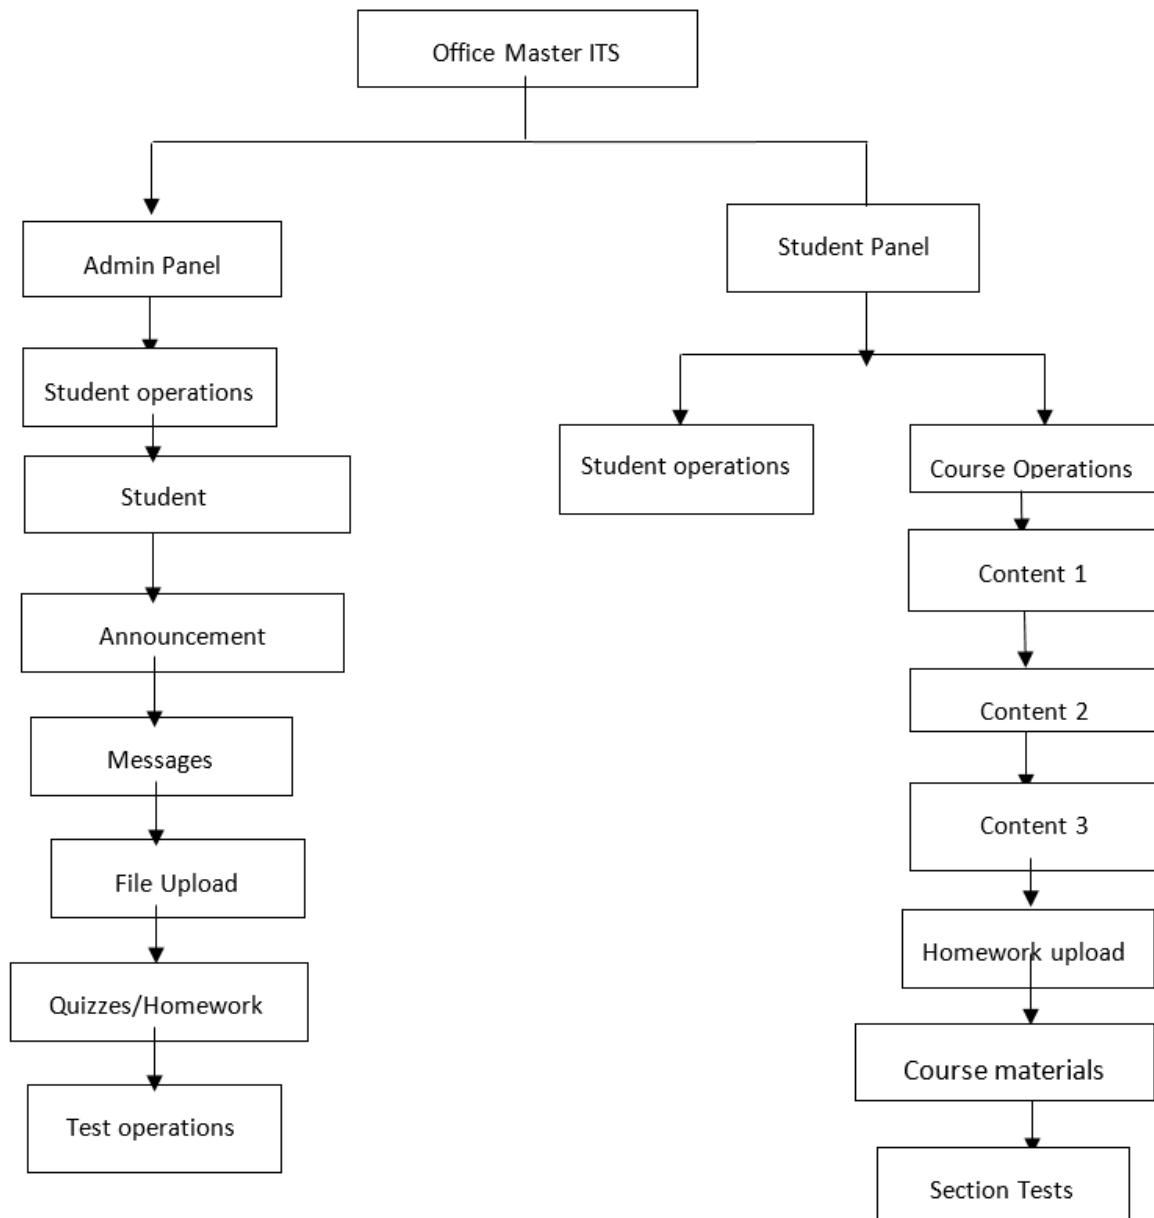 Office Master ITS
Admin Panel
Student Panel
Student operations
Student
Announcement
Messages
File Upload
Quizzes/Homework
Test operations
Student operations
Course Operations
Content 1
Content 2
Content 3
Homework upload
Course materials
Section Tests